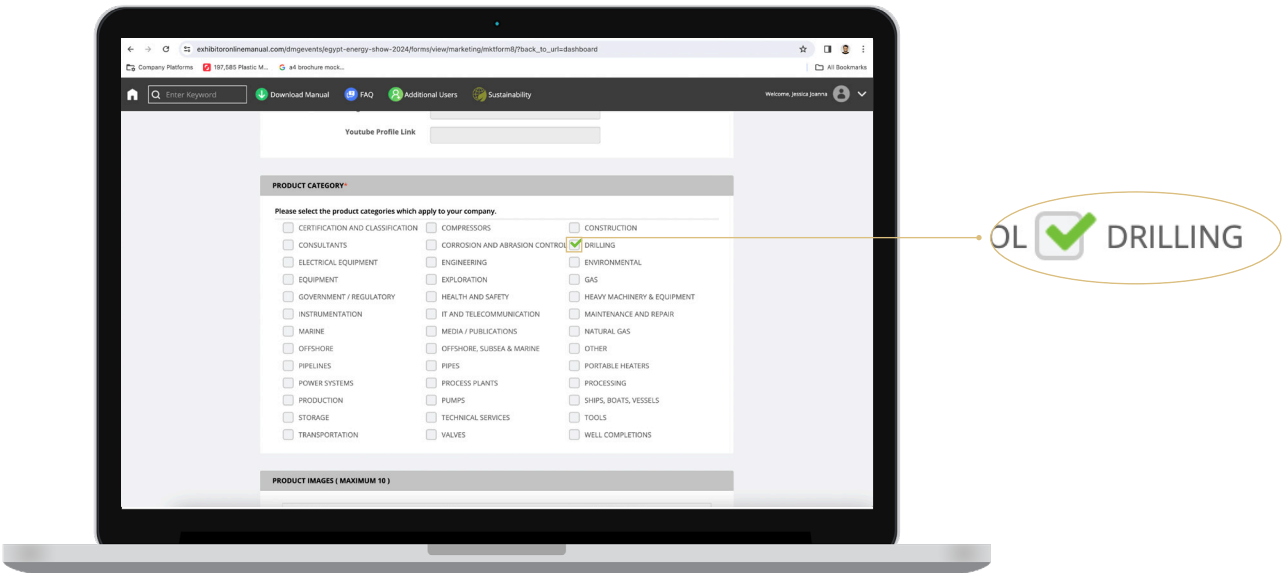 exhibitoronlinemanual.com/dmgevents/egypt-energy-show-2024/forms/view/marketing/mktform8/?back_to_url=dashboard
Company Platforms 197,585 Plastic M... G a4 brochure mock... All Bookmarks
Enter Keyword Download Manual FAQ Additional Users Sustainability Welcome, Jessica Joanna
Youtube Profile Link
PRODUCT CATEGORY*
Please select the product categories which apply to your company.
CERTIFICATION AND CLASSIFICATION COMPRESSORS CONSTRUCTION
CONSULTANTS CORROSION AND ABRASION CONTROL DRILLING
OL DRILLING
ELECTRICAL EQUIPMENT ENGINEERING ENVIRONMENTAL
EQUIPMENT EXPLORATION GAS
GOVERNMENT / REGULATORY HEALTH AND SAFETY HEAVY MACHINERY & EQUIPMENT
INSTRUMENTATION IT AND TELECOMMUNICATION MAINTENANCE AND REPAIR
MARINE MEDIA / PUBLICATIONS NATURAL GAS
OFFSHORE OFFSHORE, SUBSEA & MARINE OTHER
PIPELINES PIPES PORTABLE HEATERS
POWER SYSTEMS PROCESS PLANTS PROCESSING
PRODUCTION PUMPS SHIPS, BOATS, VESSELS
STORAGE TECHNICAL SERVICES TOOLS
TRANSPORTATION VALVES WELL COMPLETIONS
PRODUCT IMAGES ( MAXIMUM 10 )